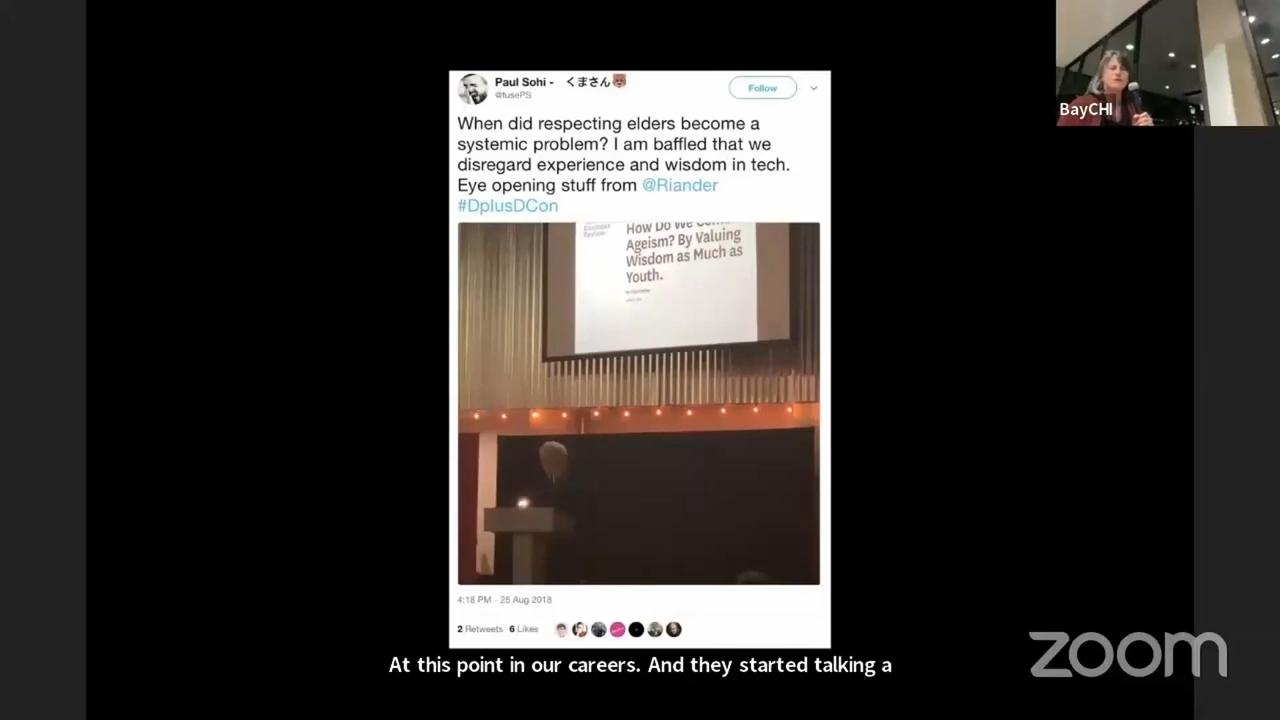 Paul Sohi - くまさん🐻
@fusePS
Follow
When did respecting elders become a
systemic problem? I am baffled that we
disregard experience and wisdom in tech.
Eye opening stuff from @Riander
#DplusDCon
How Do We
Ageism? By Valuing
Wisdom as Much as
Youth.
4:18 PM - 25 Aug 2018
2 Retweets 6 Likes
BayCHI
At this point in our careers. And they started talking a
zoom